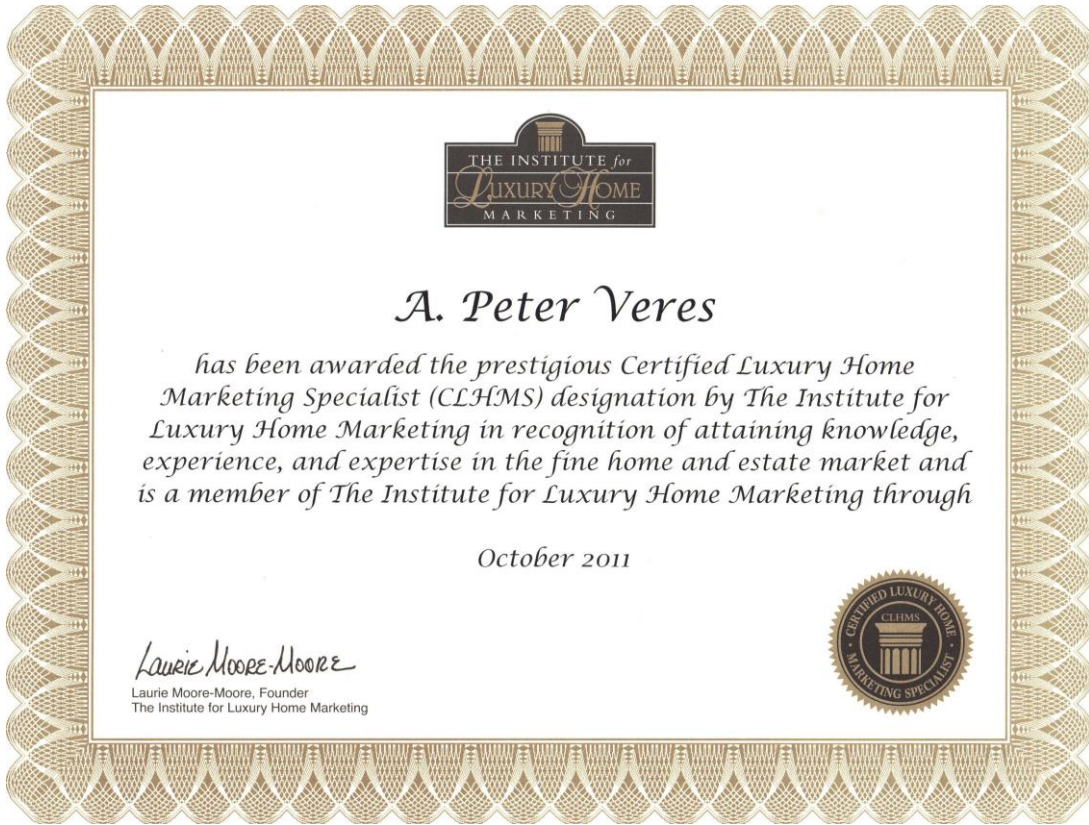 THE INSTITUTE for
LUXURY HOME
MARKETING
A. Peter Veres
has been awarded the prestigious Certified Luxury Home
Marketing Specialist (CLHMS) designation by The Institute for
Luxury Home Marketing in recognition of attaining knowledge,
experience, and expertise in the fine home and estate market and
is a member of The Institute for Luxury Home Marketing through
October 2011
Laurie Moore-Moore
Laurie Moore-Moore, Founder
The Institute for Luxury Home Marketing
CERTIFIED LUXURY HOME
CLHMS
MARKETING SPECIALIST